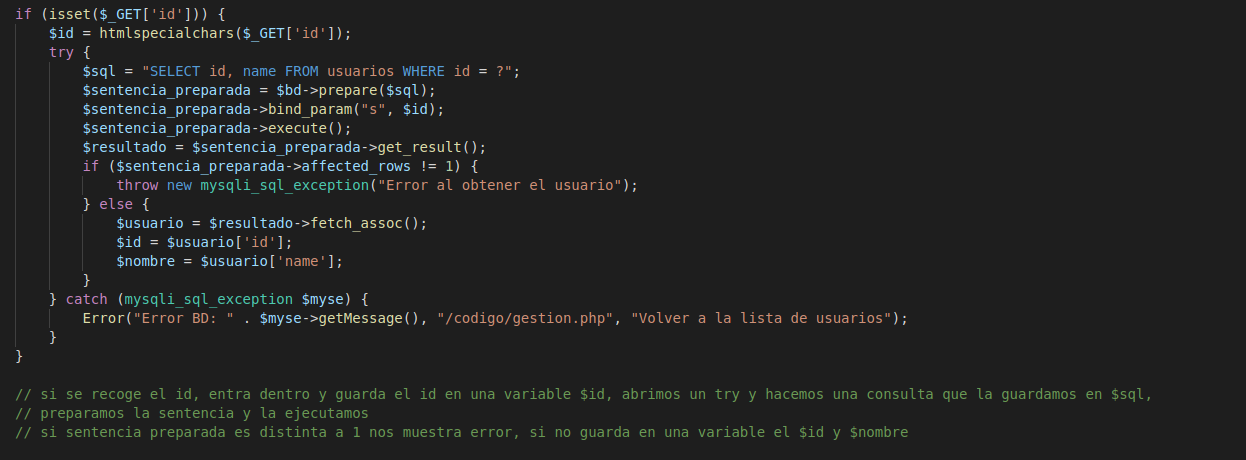 if (isset($_GET['id'])) {
    $id = htmlspecialchars($_GET['id']);
    try {
        $sql = "SELECT id, name FROM usuarios WHERE id = ?";
        $sentencia_preparada = $bd->prepare($sql);
        $sentencia_preparada->bind_param("s", $id);
        $sentencia_preparada->execute();
        $resultado = $sentencia_preparada->get_result();
        if ($sentencia_preparada->affected_rows != 1) {
            throw new mysqli_sql_exception("Error al obtener el usuario");
        } else {
            $usuario = $resultado->fetch_assoc();
            $id = $usuario['id'];
            $nombre = $usuario['name'];
        }
    } catch (mysqli_sql_exception $myse) {
        Error("Error BD: " . $myse->getMessage(), "/codigo/gestion.php", "Volver a la lista de usuarios");
    }
}

// si se recoge el id, entra dentro y guarda el id en una variable $id, abrimos un try y hacemos una consulta que la guardamos en $sql,
// preparamos la sentencia y la ejecutamos
// si sentencia preparada es distinta a 1 nos muestra error, si no guarda en una variable el $id y $nombre